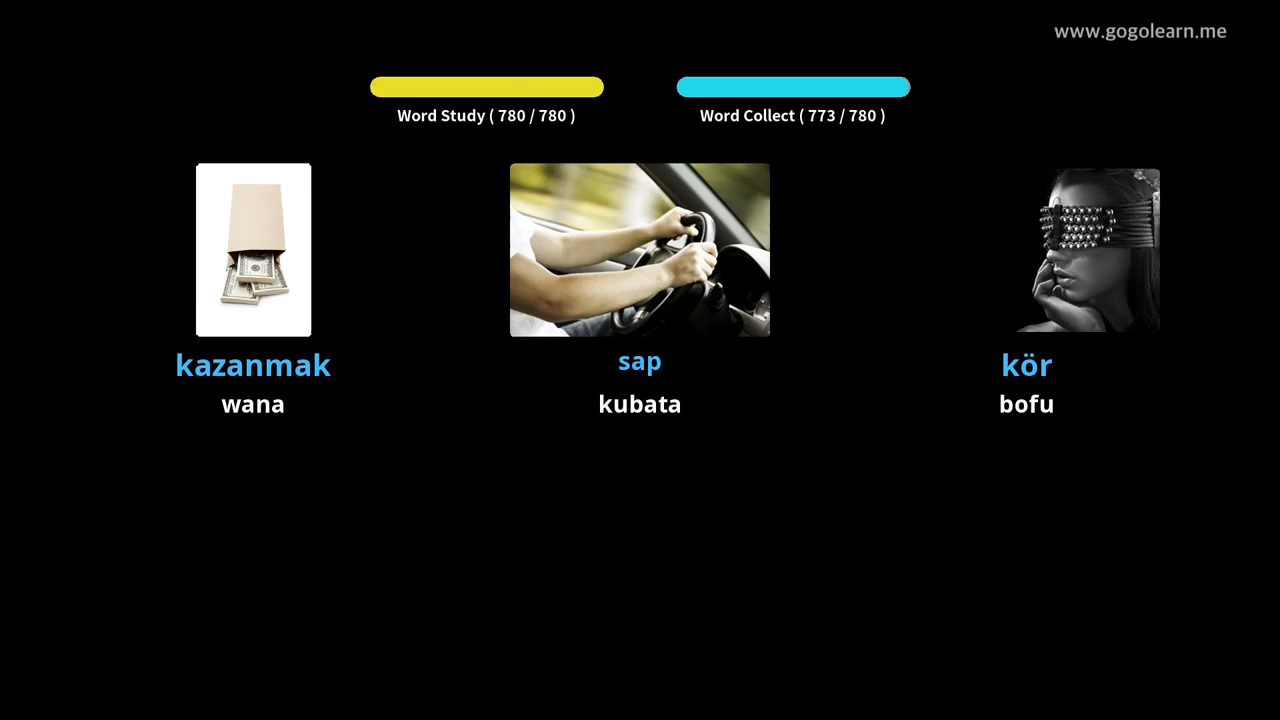 www.gogolearn.me
Word Study ( 780 / 780 )
Word Collect ( 773 / 780 )
kazanmak
wana
sap
kubata
kör
bofu